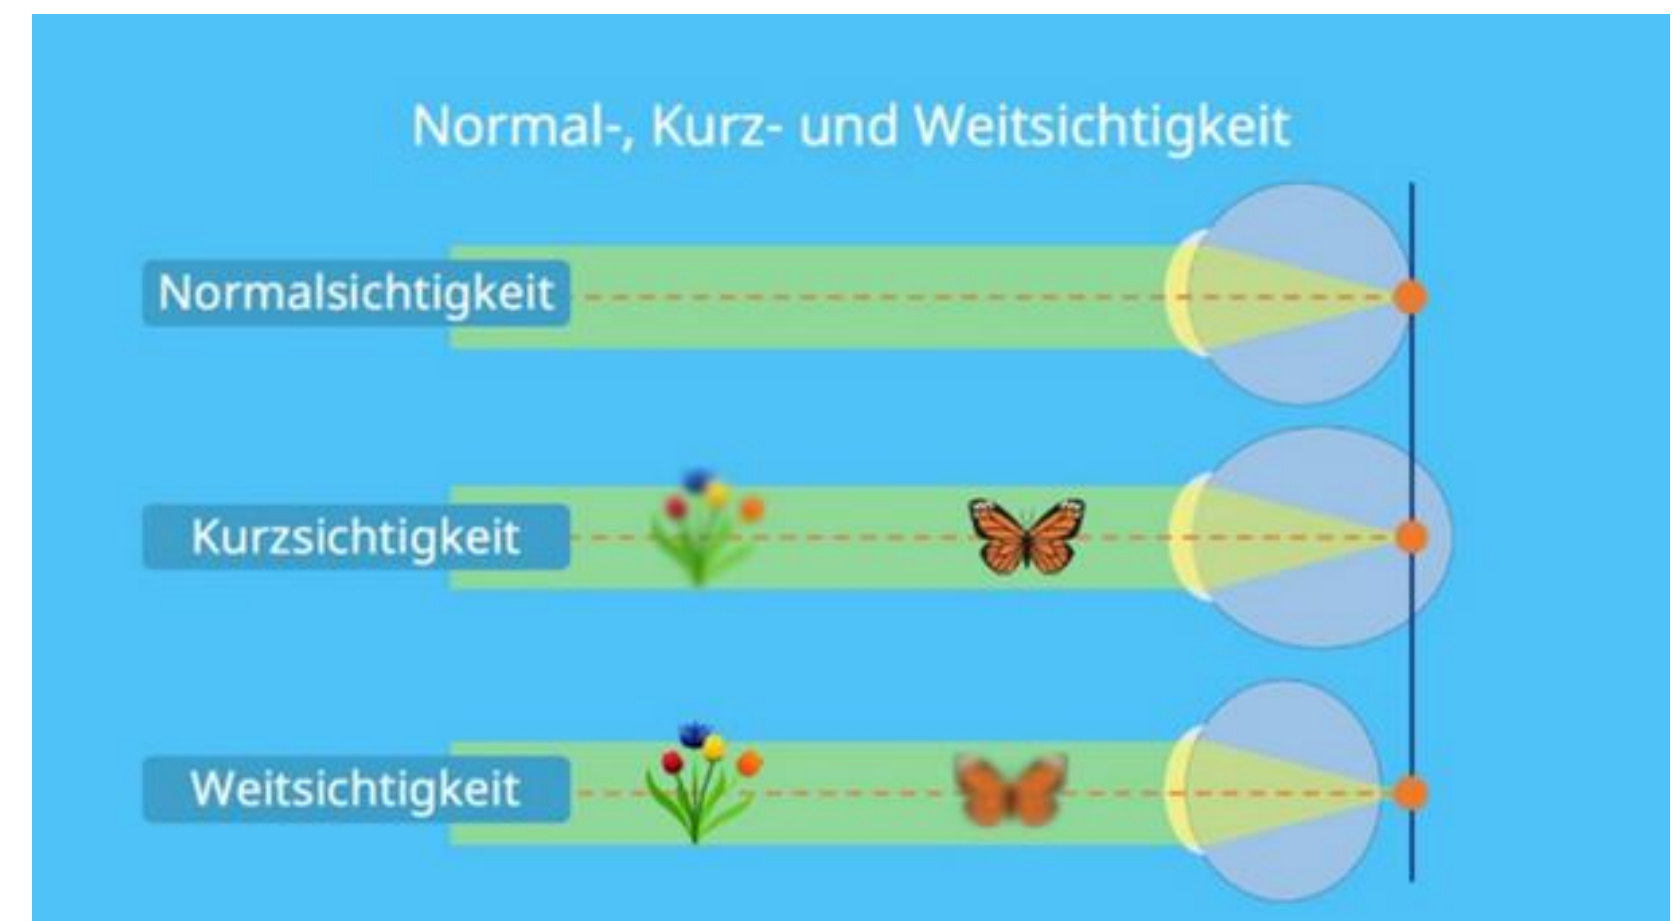 Normal-, Kurz- und Weitsichtigkeit
Normalsichtigkeit
Kurzsichtigkeit
Weitsichtigkeit